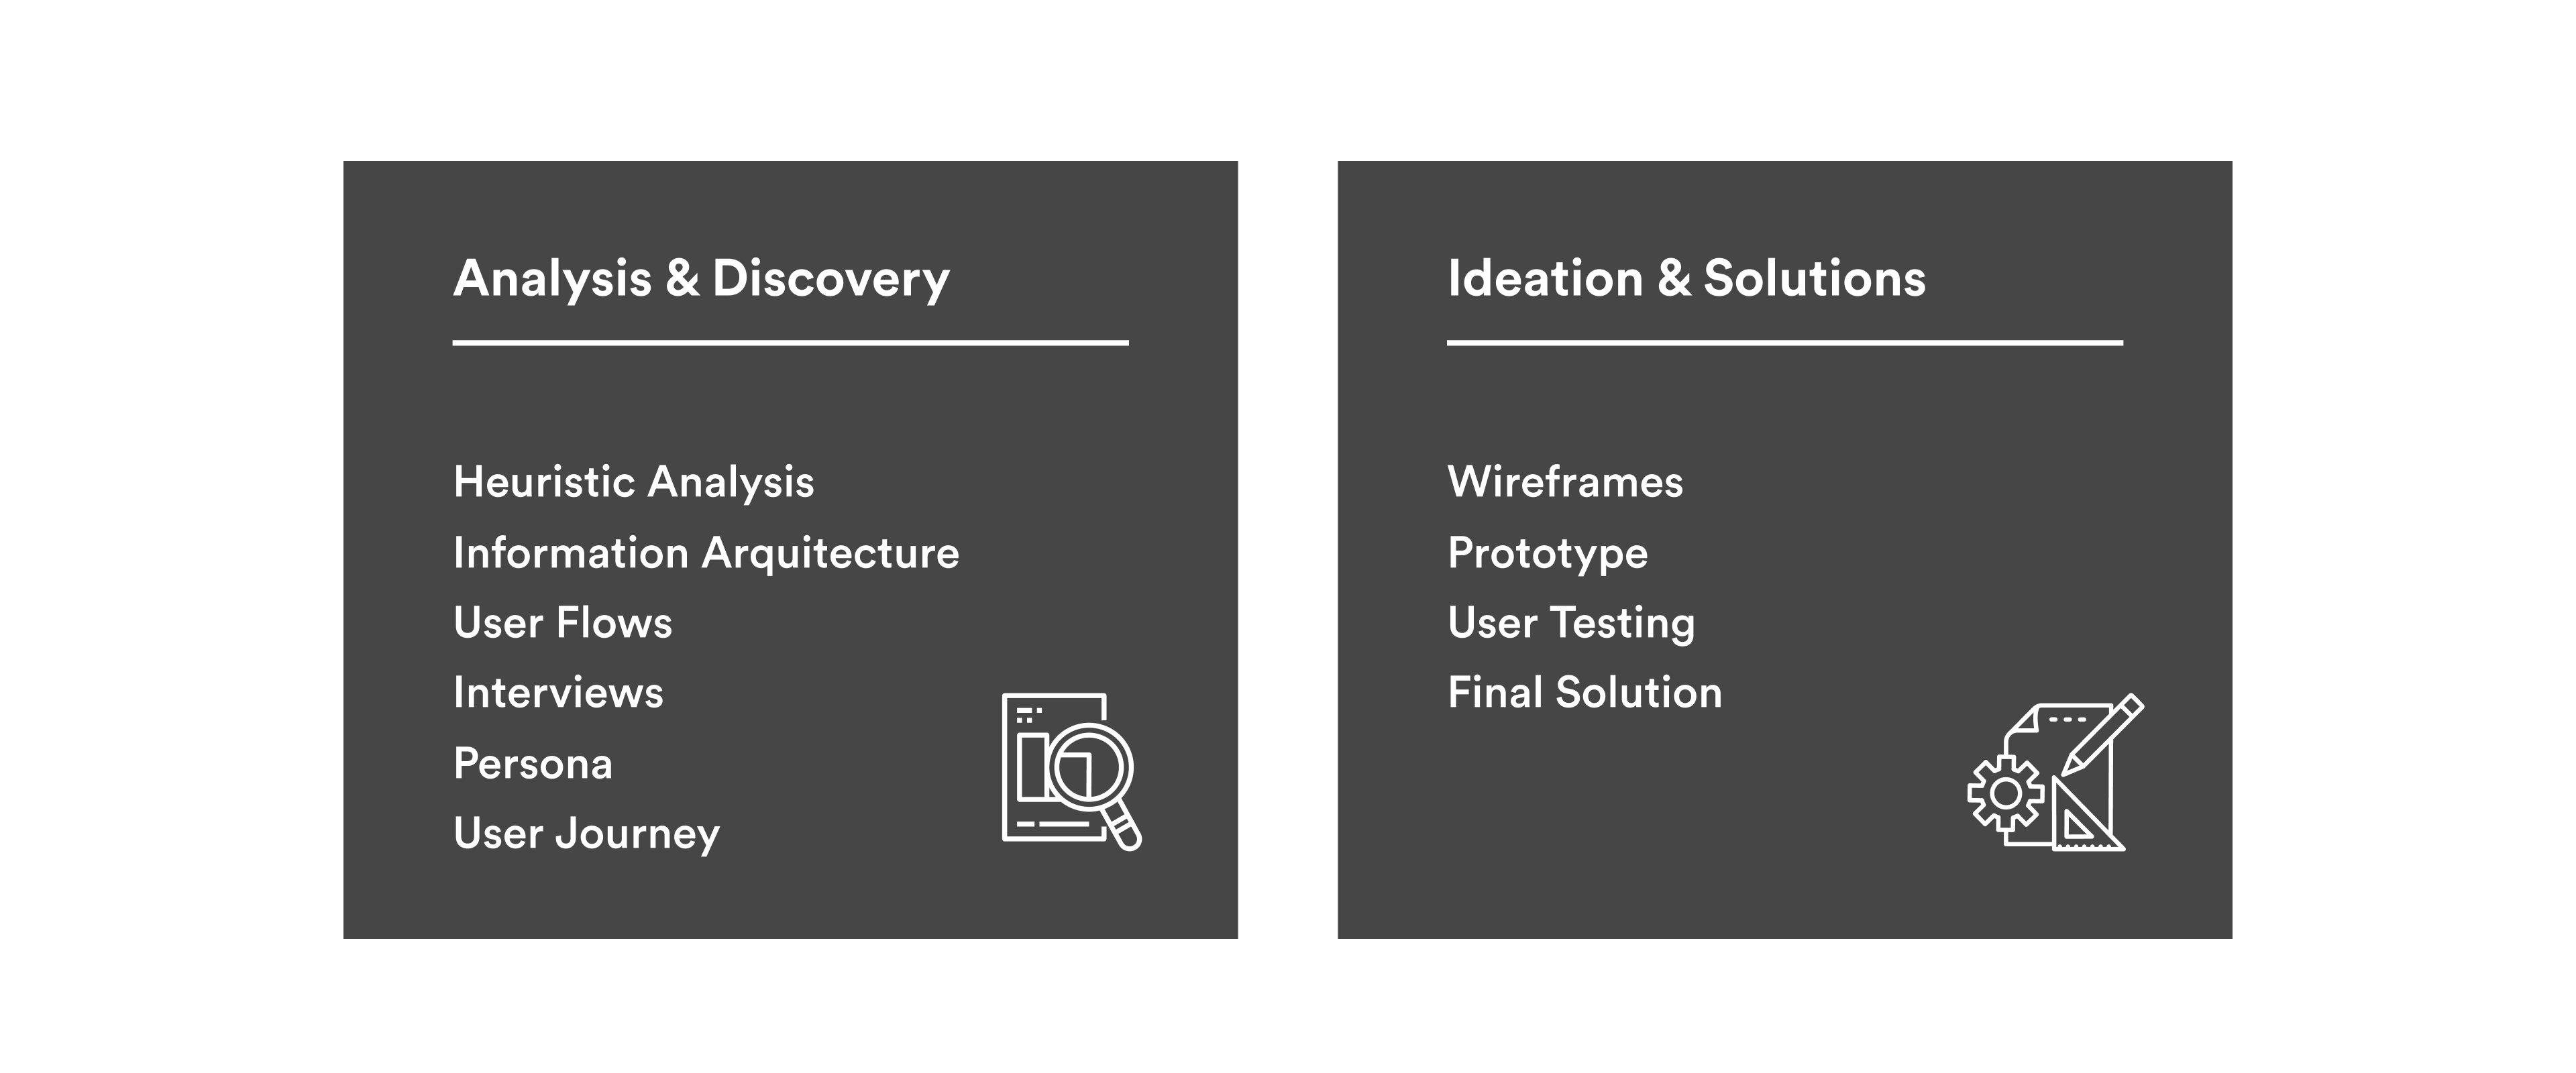 Analysis & Discovery
Heuristic Analysis
Information Arquitecture
User Flows
Interviews
Persona
User Journey
Ideation & Solutions
Wireframes
Prototype
User Testing
Final Solution